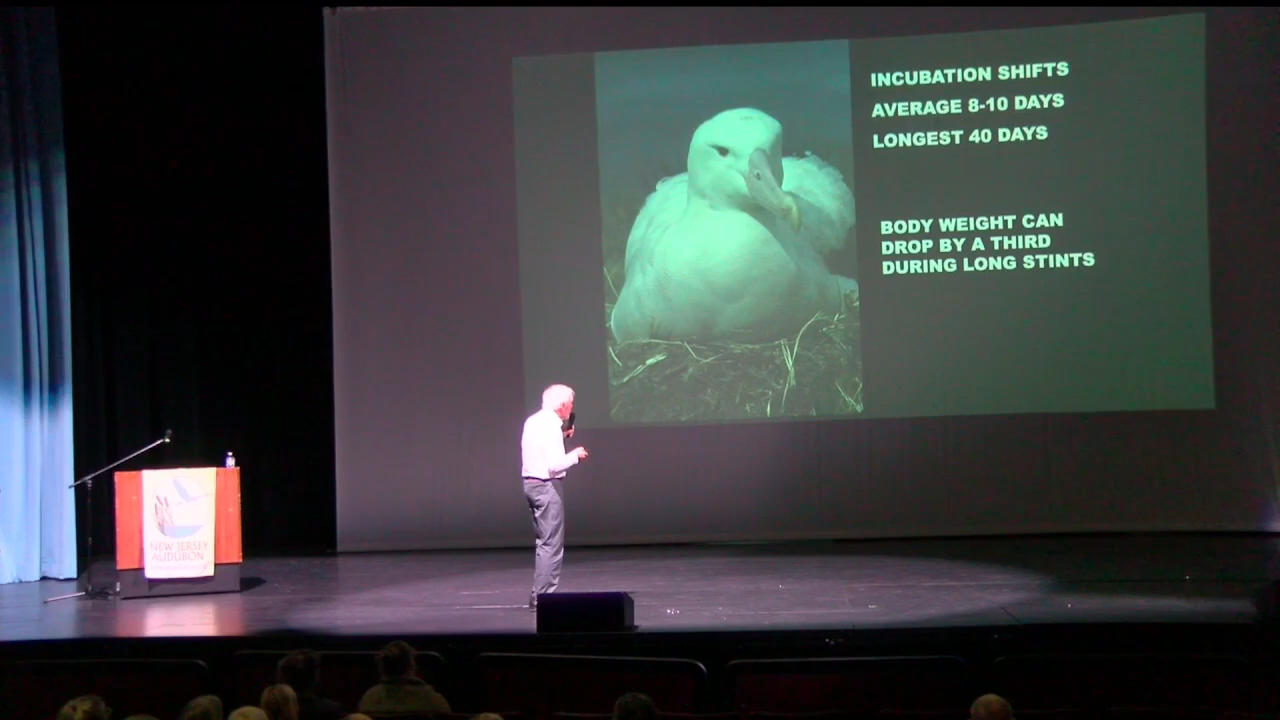 INCUBATION SHIFTS
AVERAGE 8-10 DAYS
LONGEST 40 DAYS
BODY WEIGHT CAN
DROP BY A THIRD
DURING LONG STINTS
NEW JERSEY
AUDUBON